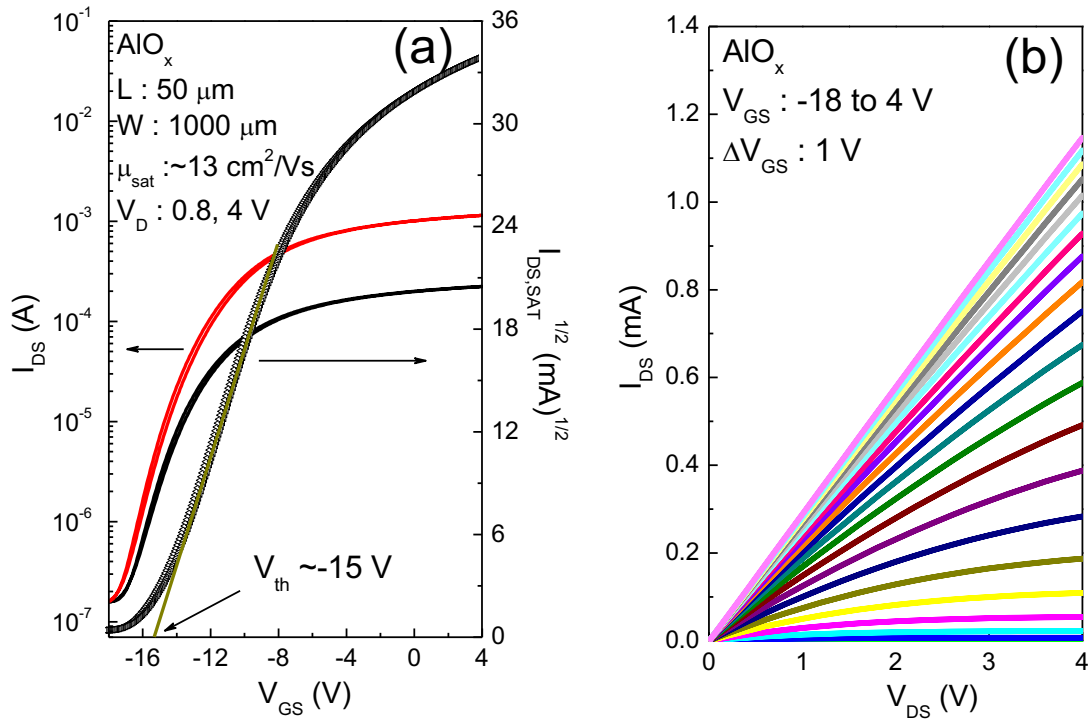 (a)
AlOx
L : 50 μm
W : 1000 μm
μsat :~13 cm²/Vs
VD : 0.8, 4 V
Vth ~-15 V
10⁻¹
10⁻²
10⁻³
10⁻⁴
10⁻⁵
10⁻⁶
10⁻⁷
IDS (A)
36
30
24
18
12
6
0
IDS,SAT^1/2 (mA)^1/2
-16 -12 -8 -4 0 4
VGS (V)
(b)
AlOx
VGS : -18 to 4 V
ΔVGS : 1 V
1.4
1.2
1.0
0.8
0.6
0.4
0.2
0.0
IDS (mA)
0 1 2 3 4
VDS (V)